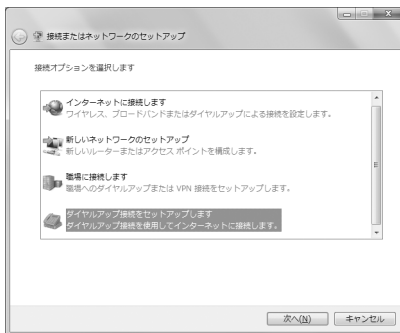 接続またはネットワークのセットアップ
接続オプションを選択します
インターネットに接続します
ワイヤレス、ブロードバンドまたはダイヤルアップによる接続を設定します。
新しいネットワークのセットアップ
新しいルーターまたはアクセス ポイントを構成します。
職場に接続します
職場へのダイヤルアップまたは VPN 接続をセットアップします。
ダイヤルアップ接続をセットアップします
ダイヤルアップ接続を使用してインターネットに接続します。
次へ(N)
キャンセル